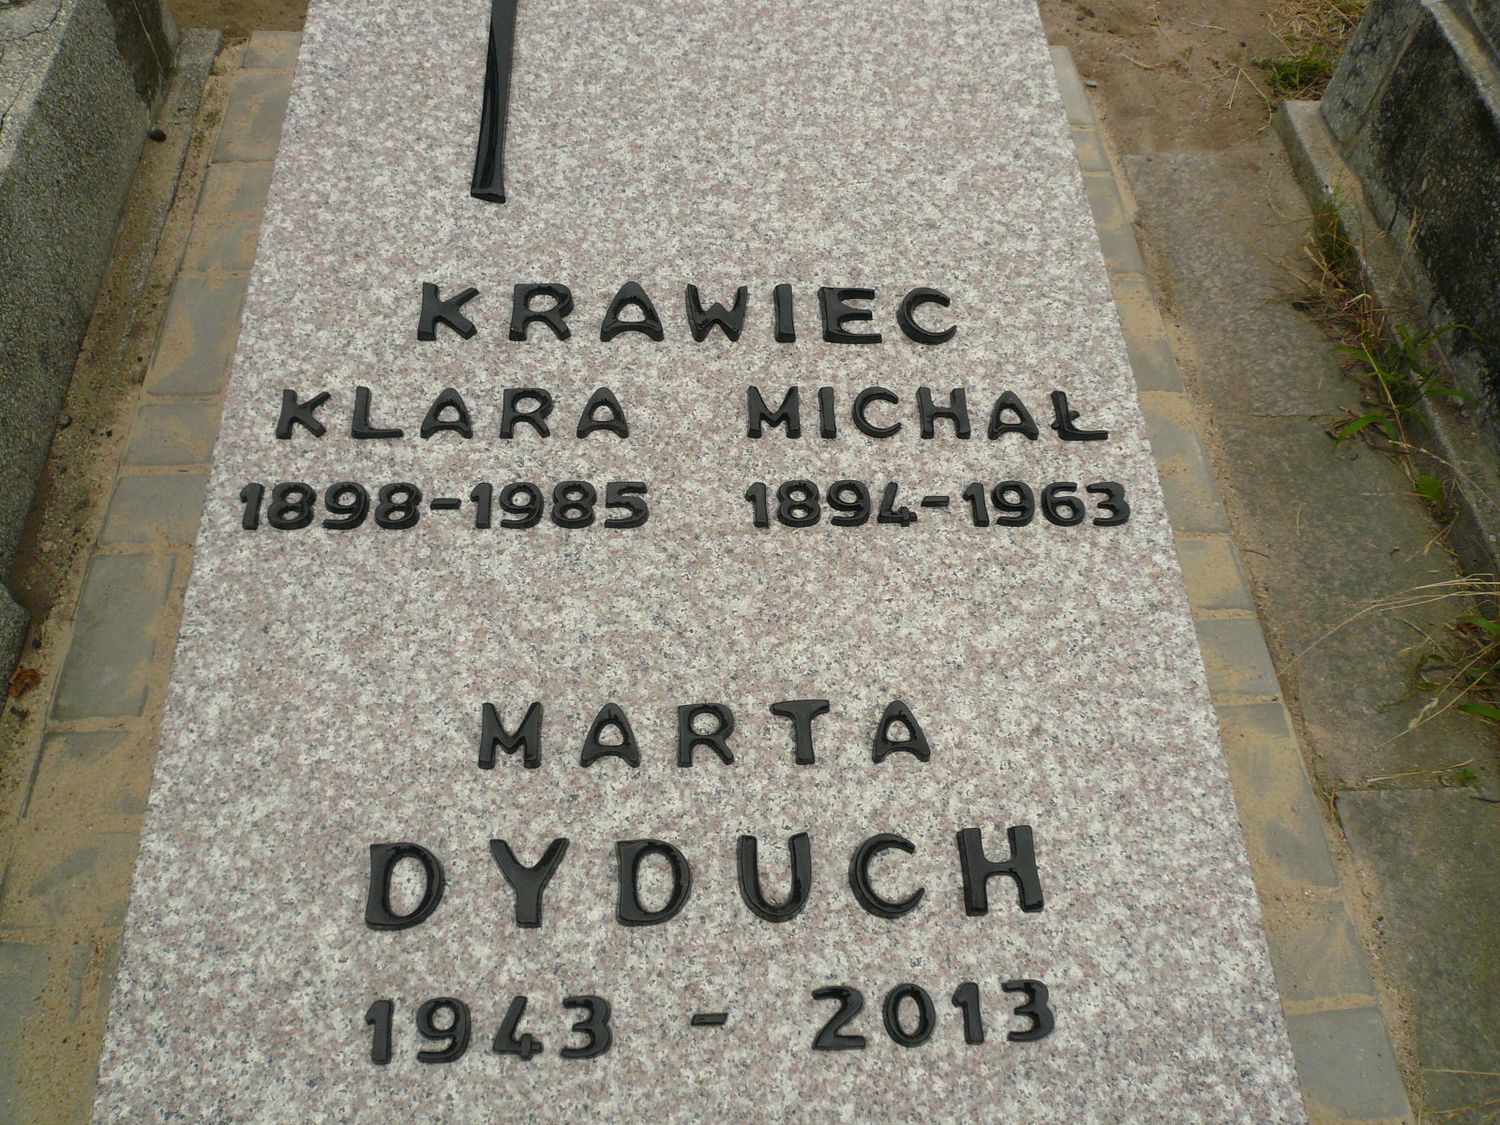 KRAWIEC
KLARA MICHAŁ
1898-1985 1894-1963
MARTA
DYDUCH
1943 - 2013